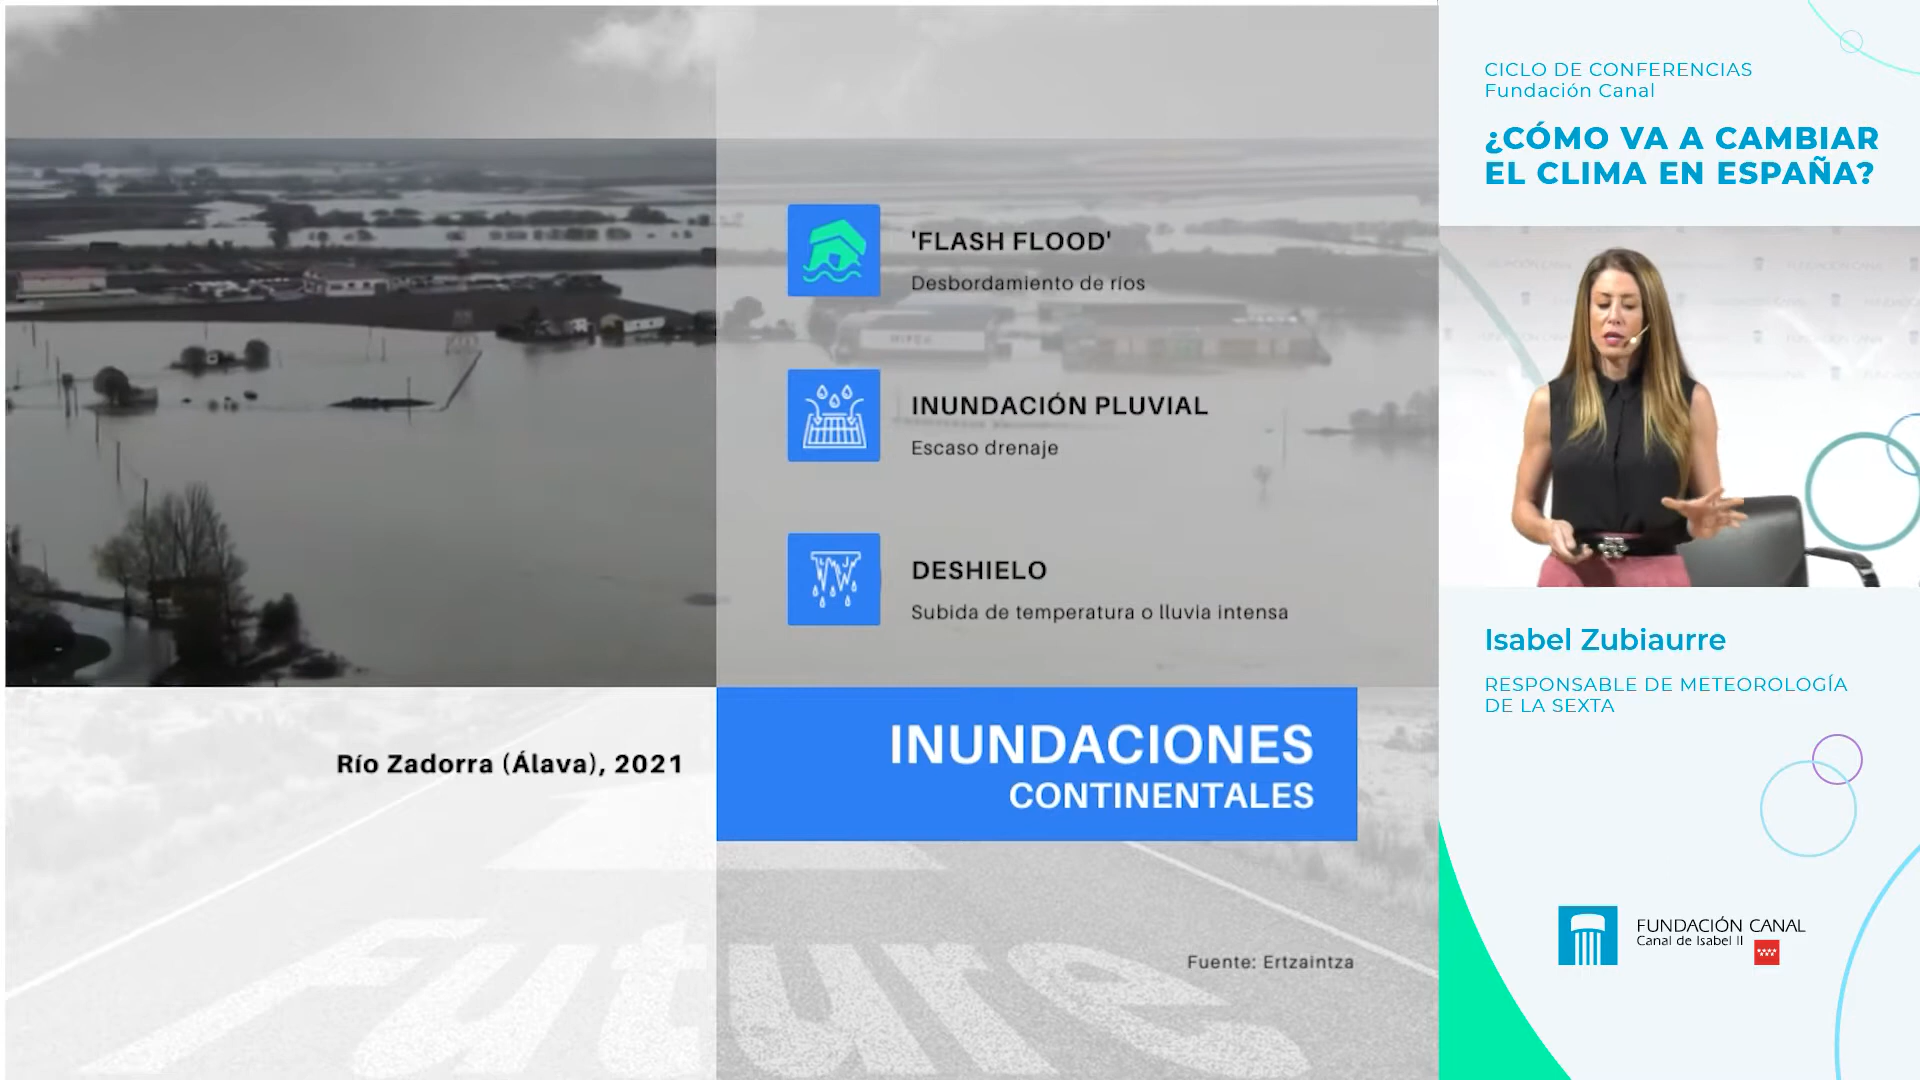 'FLASH FLOOD'
Desbordamiento de ríos
INUNDACIÓN PLUVIAL
Escaso drenaje
DESHIELO
Subida de temperatura o lluvia intensa
Río Zadorra (Álava), 2021
INUNDACIONES
CONTINENTALES
Future
Fuente: Ertzaintza
CICLO DE CONFERENCIAS
Fundación Canal
¿CÓMO VA A CAMBIAR
EL CLIMA EN ESPAÑA?
Isabel Zubiaurre
RESPONSABLE DE METEOROLOGÍA
DE LA SEXTA
FUNDACIÓN CANAL
Canal de Isabel II